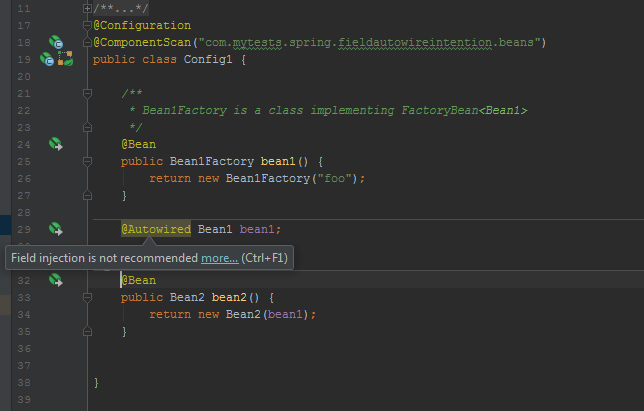 11 /**...*/
17 @Configuration
18 @ComponentScan("com.mytests.spring.fieldautowireintention.beans")
19 public class Config1 {
20
21 /**
22 * Bean1Factory is a class implementing FactoryBean<Bean1>
23 */
24 @Bean
25 public Bean1Factory bean1() {
26 return new Bean1Factory("foo");
27 }
28
29 @Autowired Bean1 bean1;
Field injection is not recommended more... (Ctrl+F1)
32 @Bean
33 public Bean2 bean2() {
34 return new Bean2(bean1);
35 }
36
37
38 }
39